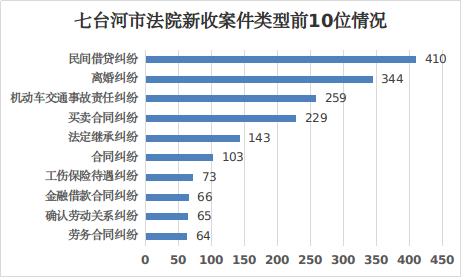 七台河市法院新收案件类型前10位情况
民间借贷纠纷 410
离婚纠纷 344
机动车交通事故责任纠纷 259
买卖合同纠纷 229
法定继承纠纷 143
合同纠纷 103
工伤保险待遇纠纷 73
金融借款合同纠纷 66
确认劳动关系纠纷 65
劳务合同纠纷 64
0 50 100 150 200 250 300 350 400 450